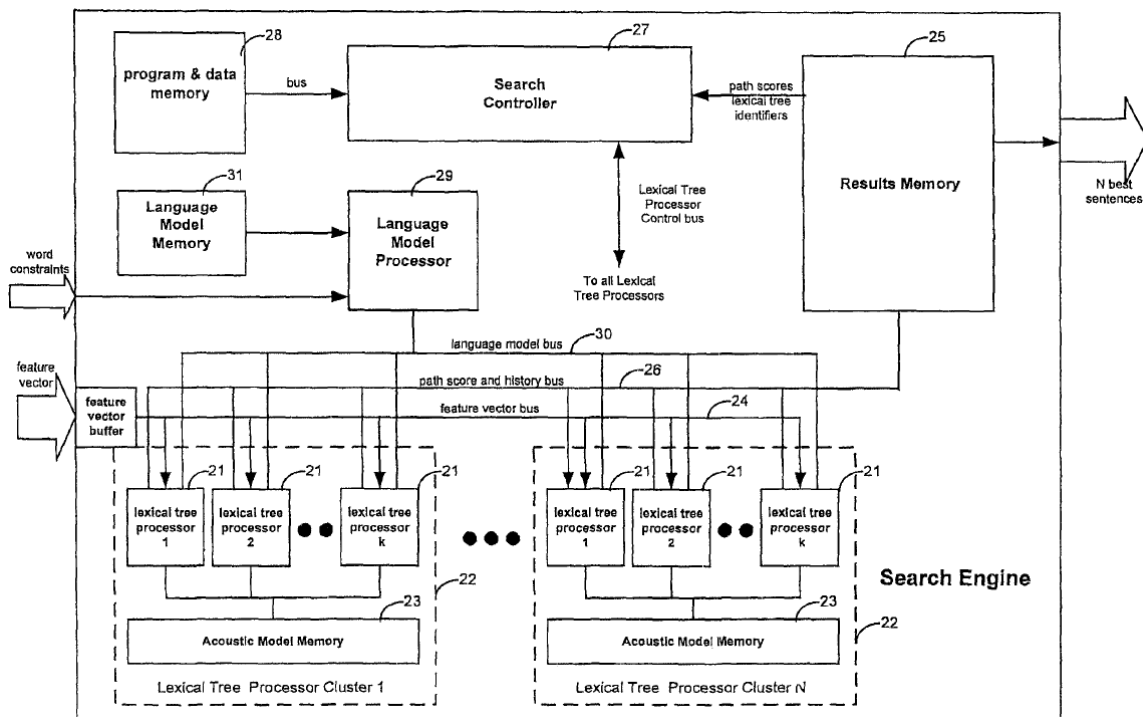 28
program & data
memory
bus
27
Search
Controller
path scores
lexical tree
identifiers
25
Results Memory
N best
sentences
31
Language
Model
Memory
29
Language
Model
Processor
Lexical Tree
Processor
Control bus
To all Lexical
Tree Processors
word
constraints
language model bus
30
feature
vector
path score and history bus
26
feature
vector
buffer
feature vector bus
24
21
21
21
21
21
21
lexical tree
processor
1
lexical tree
processor
2
lexical tree
processor
k
lexical tree
processor
1
lexical tree
processor
2
lexical tree
processor
k
22
Search Engine
23
Acoustic Model Memory
23
Acoustic Model Memory
22
Lexical Tree Processor Cluster 1
Lexical Tree Processor Cluster N